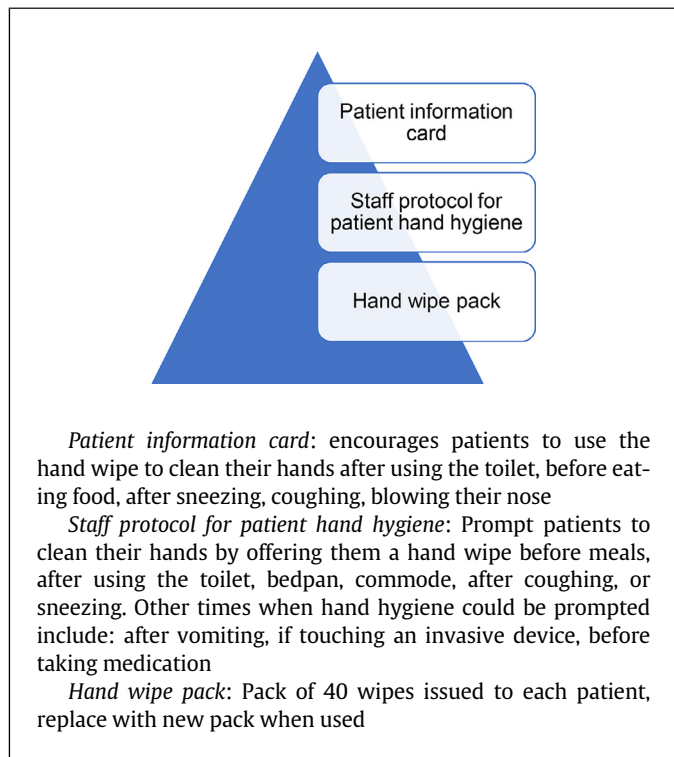 Patient information
card
Staff protocol for
patient hand hygiene
Hand wipe pack
Patient information card: encourages patients to use the
hand wipe to clean their hands after using the toilet, before eat-
ing food, after sneezing, coughing, blowing their nose
Staff protocol for patient hand hygiene: Prompt patients to
clean their hands by offering them a hand wipe before meals,
after using the toilet, bedpan, commode, after coughing, or
sneezing. Other times when hand hygiene could be prompted
include: after vomiting, if touching an invasive device, before
taking medication
Hand wipe pack: Pack of 40 wipes issued to each patient,
replace with new pack when used